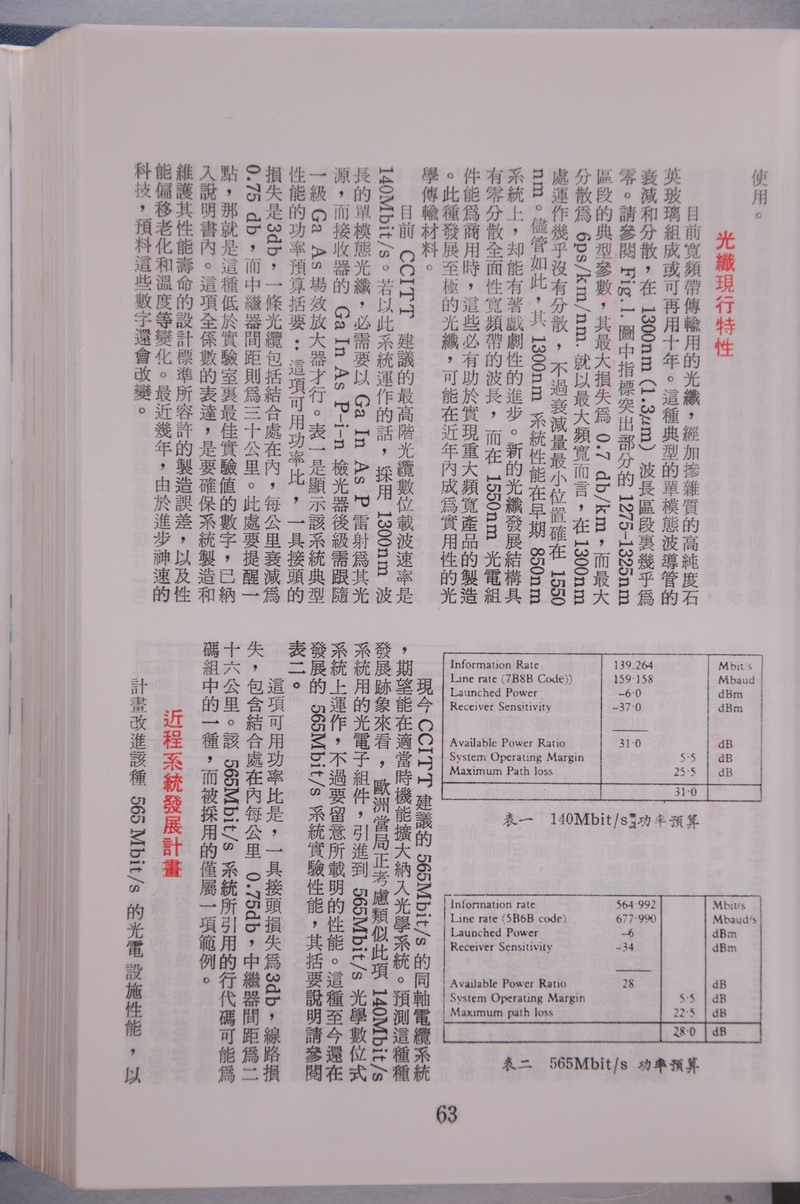 使用。
光纖現行特性
目前寬頻帶傳輸用的光纖，經加摻雜質的高純度石
英玻璃組成或可再用十年。這種典型的單模態波導管的
衰減和分散，在 1300nm (1.3μm) 波長區段裏幾乎爲
零。請參閱 Fig.1. 圖中指標突出部分的 1275-1325nm
區段的典型參數，其最大損失爲 0.7 db/km，而最大
分散爲 6ps/km/nm. 就以最大頻寬而言，在1300nm
處運作幾乎沒有分散，不過衰減量最小位置確在 1550
nm。儘管如此，其 1300nm 系統性能在早期 850nm
系統上，却能有著戲劇性的進步。新的光纖發展結構具
有零分散全面性寬頻帶的波長，而在 1550nm 光電組
件能爲商用時，這些必有助於實現重大頻寬產品的製造
。此種發展至極的光纖，可能在近年內成爲實用性的光
學傳輸材料。
目前 CCITT 建議的最高階光纜數位載波速率是
140Mbit/s。若以此系統運作的話，採用 1300nm 波
長的單模態光纖，必需要以 Ga In As P 雷射爲其光
源，而接收器的 Ga In As P-i-n 檢光器後級需跟隨
一級 Ga As 場效放大器才行。表一是顯示該系統典型
性能的功率預算括要：這項可用功率比，一具接頭的
損失是3db，一條光纜包括結合處在內，每公里衰減爲
0.75 db，而中繼器間距則爲三十公里。此處要提醒一
點，那就是這種低於實驗室裏最佳實驗值的數字，已納
入說明書內。這項全係數的表達，是要確保系統製造和
維護其性能壽命的設計標準所容許的製造誤差，以及性
能偏移老化和溫度等變化。最近幾年，由於進步神速的
科技，預料這些數字還會改變。
Information Rate 139.264 Mbit/s
Line rate (7B8B Code)) 159·158 Mbaud
Launched Power -6·0 dBm
Receiver Sensitivity -37·0 dBm
Available Power Ratio 31·0 dB
System Operating Margin 5·5 dB
Maximum Path loss 25·5 dB
31·0
表一 140Mbit/s功率預算
Information rate 564·992 Mbit/s
Line rate (5B6B code) 677·990 Mbaud/s
Launched Power -6 dBm
Receiver Sensitivity -34 dBm
Available Power Ratio 28 dB
System Operating Margin 5·5 dB
Maximum path loss 22·5 dB
28·0 dB
表二 565Mbit/s 功率預算
現今 CCITT 建議的 565Mbit/s 的同軸電纜系統
，期望能在適當時機能擴大納入光學系統。預測這種種
發展跡象來看，歐洲當局正考慮類似此項 140Mbit/s
系統用的光電子組件，引進到 565Mbit/s 光學數位式
系統上運作，不過要留意所載明的性能。這種至今還在
發展的 565Mbit/s 系統實驗性能，其括要說明請參閱
表二。
這項可用功率比是，一具接頭損失爲3db，線路損
失，包含結合處在內每公里 0.75db，中繼器間距爲二
十六公里。該 565Mbit/s 系統所引用的行代碼可能爲
碼組中的一種，而被採用的僅屬一項範例。
近程系統發展計畫
計畫改進該種 565 Mbit/s 的光電設施性能，以
63